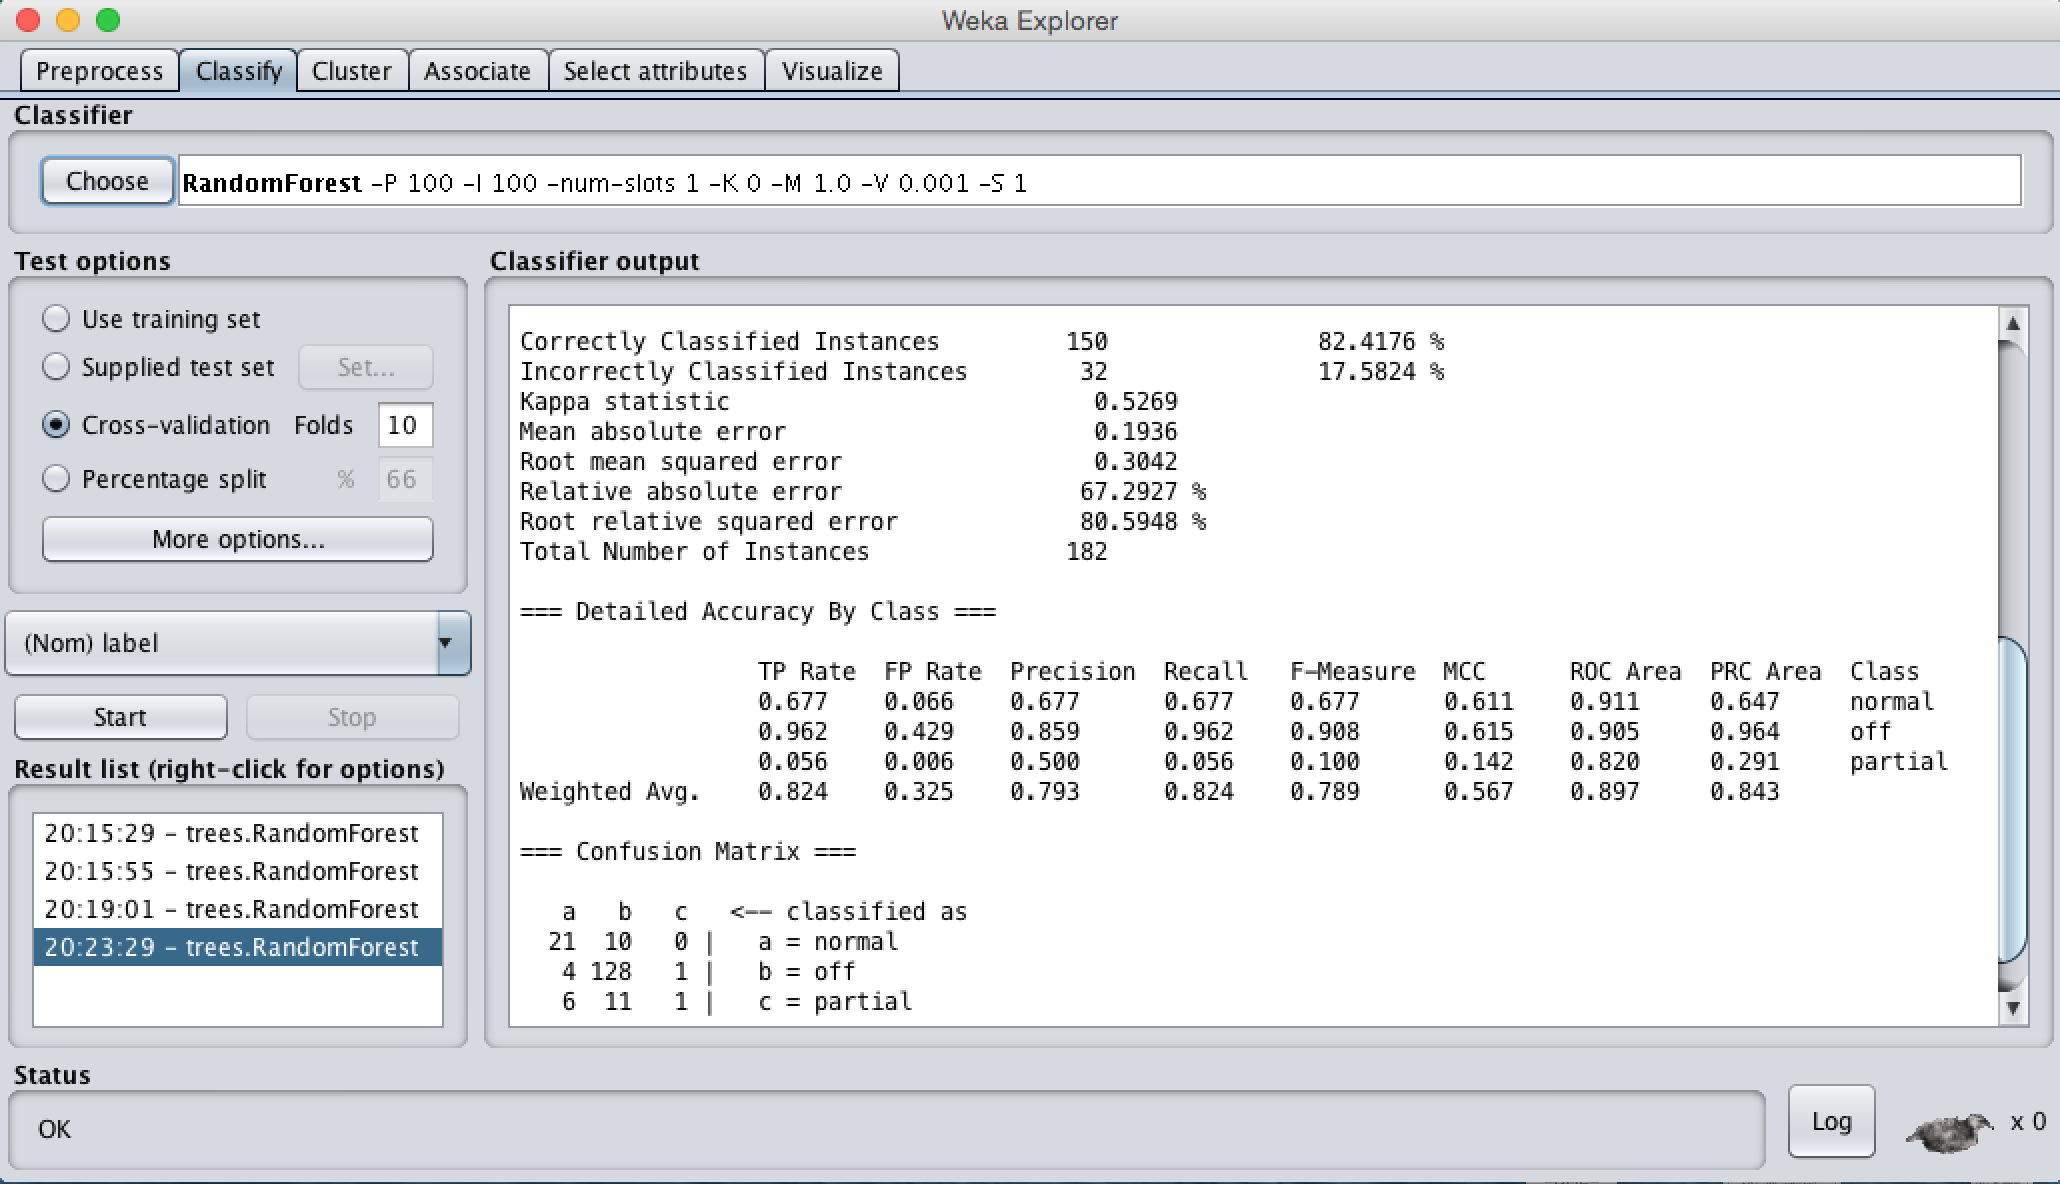 Weka Explorer
Preprocess Classify Cluster Associate Select attributes Visualize
Classifier
Choose RandomForest -P 100 -I 100 -num-slots 1 -K 0 -M 1.0 -V 0.001 -S 1
Test options
Use training set
Supplied test set Set...
Cross-validation Folds 10
Percentage split % 66
More options...
(Nom) label
Start Stop
Result list (right-click for options)
20:15:29 - trees.RandomForest
20:15:55 - trees.RandomForest
20:19:01 - trees.RandomForest
20:23:29 - trees.RandomForest
Classifier output
Correctly Classified Instances 150 82.4176 %
Incorrectly Classified Instances 32 17.5824 %
Kappa statistic 0.5269
Mean absolute error 0.1936
Root mean squared error 0.3042
Relative absolute error 67.2927 %
Root relative squared error 80.5948 %
Total Number of Instances 182
=== Detailed Accuracy By Class ===
TP Rate FP Rate Precision Recall F-Measure MCC ROC Area PRC Area Class
0.677 0.066 0.677 0.677 0.677 0.611 0.911 0.647 normal
0.962 0.429 0.859 0.962 0.908 0.615 0.905 0.964 off
0.056 0.006 0.500 0.056 0.100 0.142 0.820 0.291 partial
Weighted Avg. 0.824 0.325 0.793 0.824 0.789 0.567 0.897 0.843
=== Confusion Matrix ===
a b c <-- classified as
21 10 0 | a = normal
4 128 1 | b = off
6 11 1 | c = partial
Status
OK
Log x 0